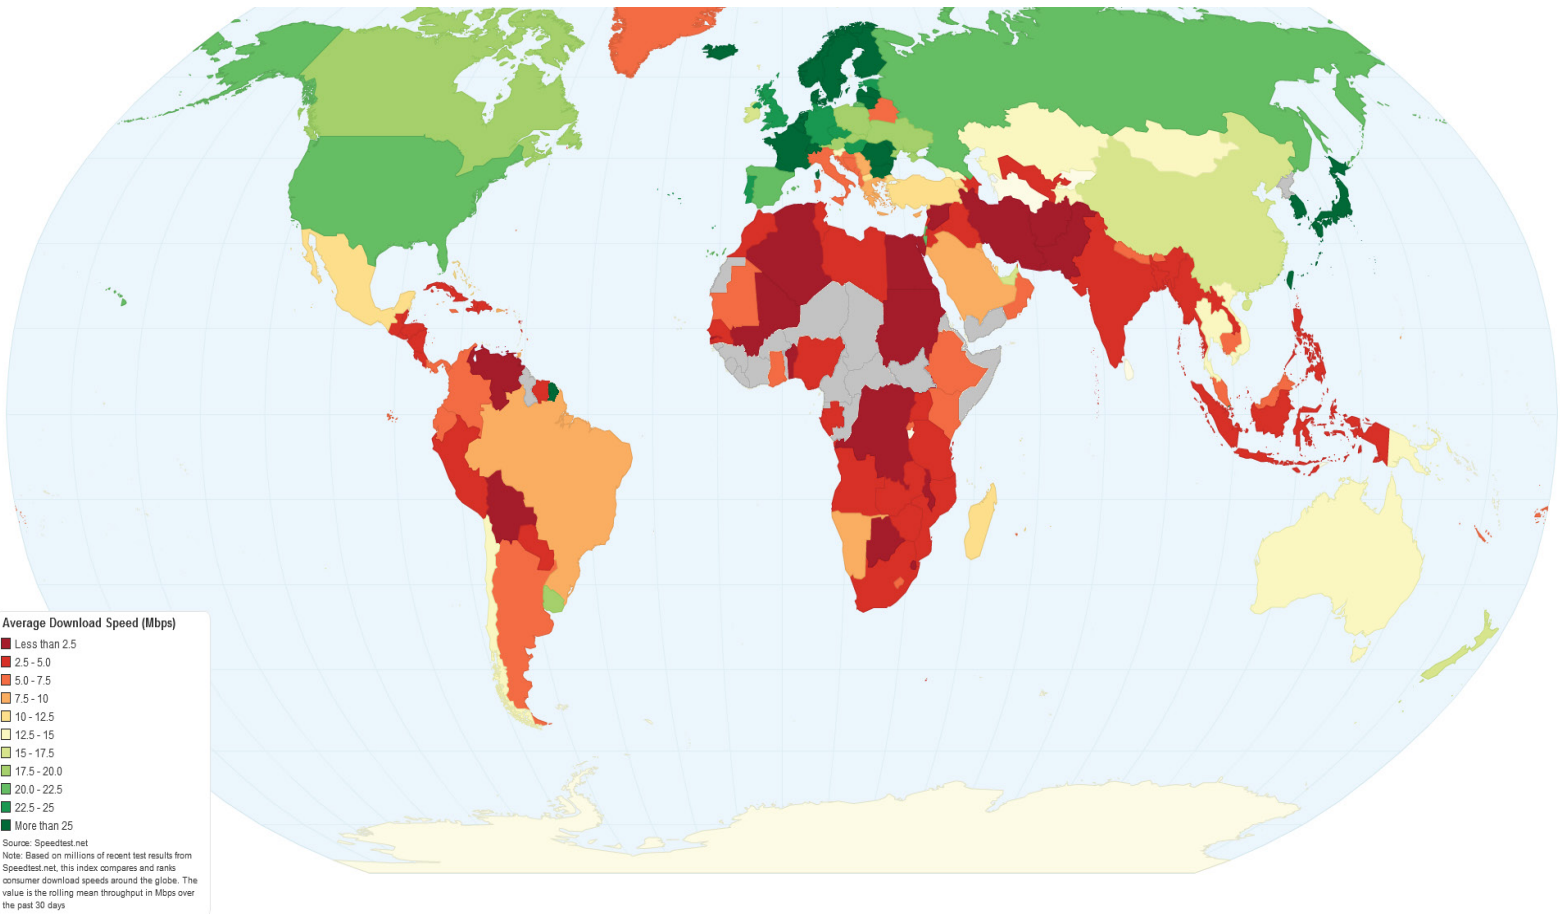 Average Download Speed (Mbps)
Less than 2.5
2.5 - 5.0
5.0 - 7.5
7.5 - 10
10 - 12.5
12.5 - 15
15 - 17.5
17.5 - 20.0
20.0 - 22.5
22.5 - 25
More than 25
Source: Speedtest.net
Note: Based on millions of recent test results from
Speedtest.net, this index compares and ranks
consumer download speeds around the globe. The
value is the rolling mean throughput in Mbps over
the past 30 days